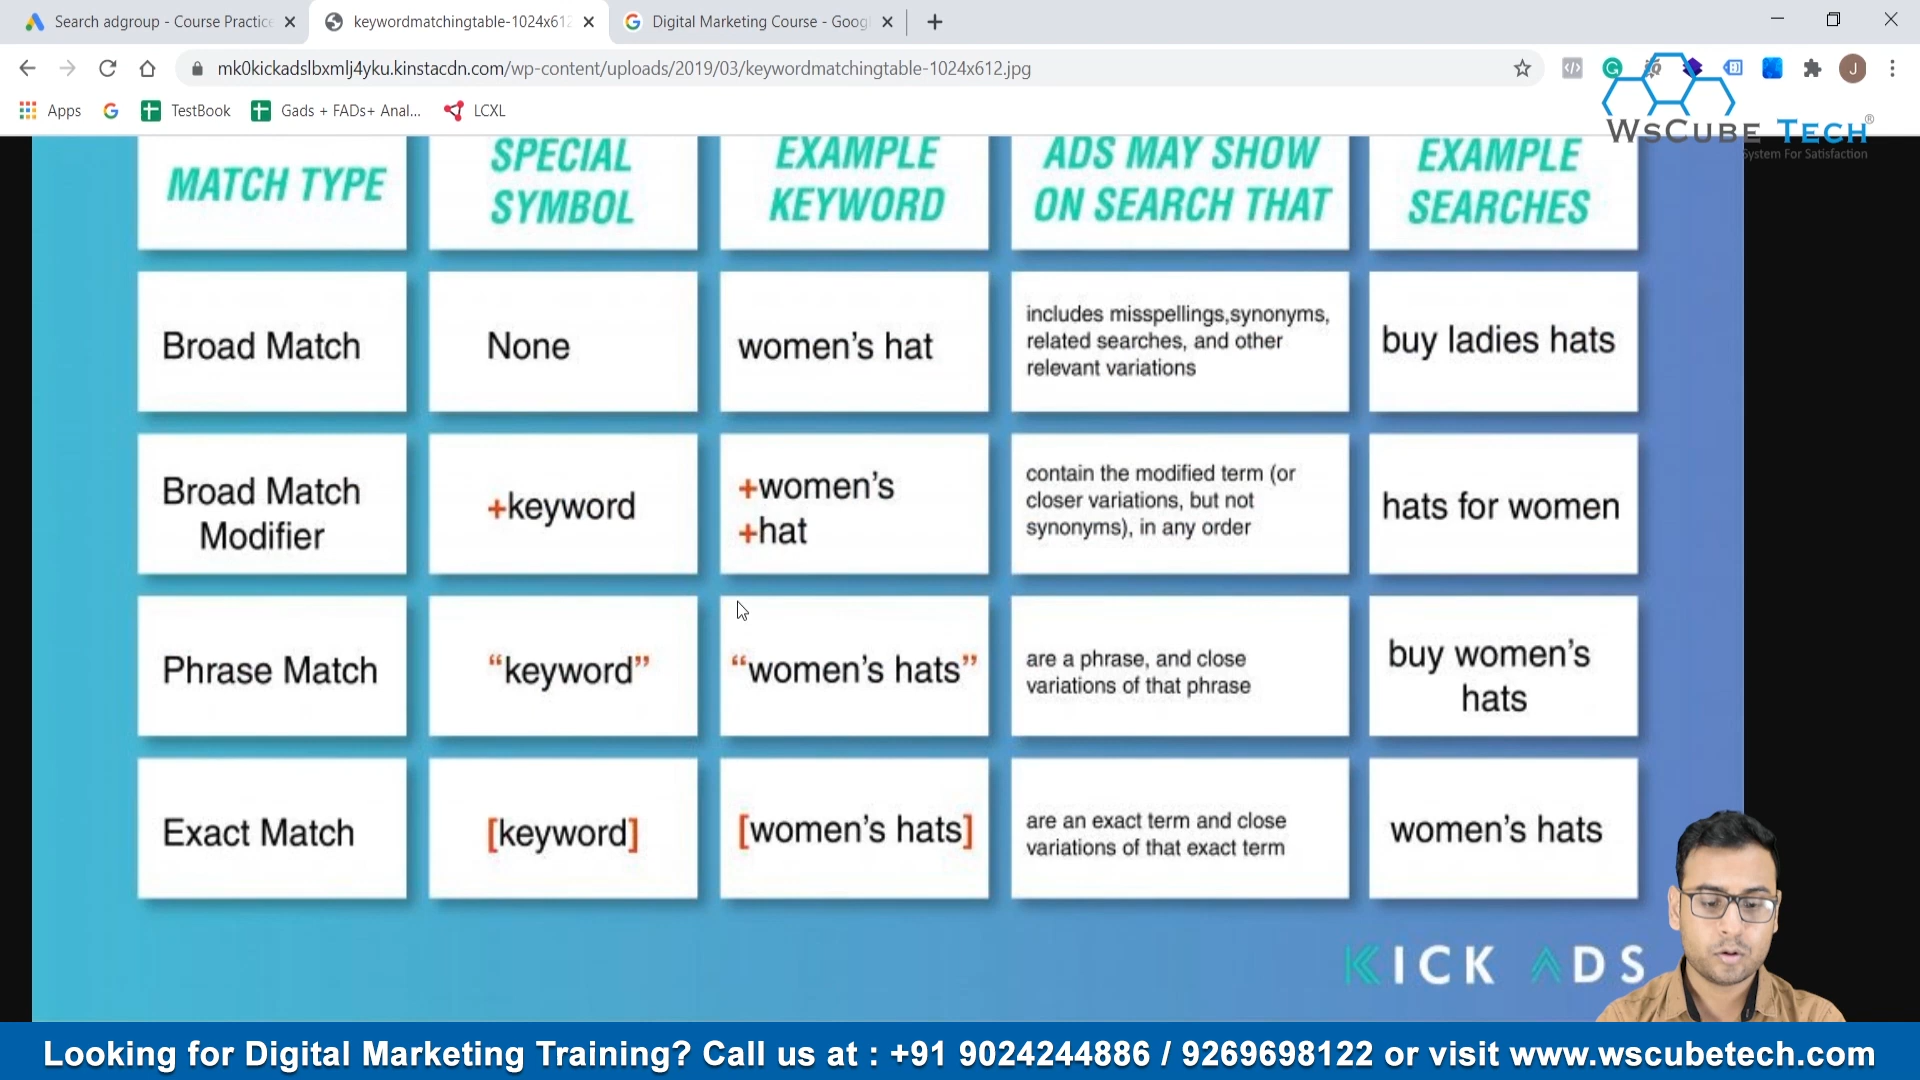 Search adgroup - Course Practice
keywordmatchingtable-1024x612
Digital Marketing Course - Goog
mk0kickadslbxmlj4yku.kinstacdn.com/wp-content/uploads/2019/03/keywordmatchingtable-1024x612.jpg
J
Apps
TestBook
Gads + FADs+ Anal...
LCXL
WsCube Tech®
System For Satisfaction
MATCH TYPE
SPECIAL
SYMBOL
EXAMPLE
KEYWORD
ADS MAY SHOW
ON SEARCH THAT
EXAMPLE
SEARCHES
Broad Match
None
women's hat
includes misspellings,synonyms,
related searches, and other
relevant variations
buy ladies hats
Broad Match
Modifier
+keyword
+women's
+hat
contain the modified term (or
closer variations, but not
synonyms), in any order
hats for women
Phrase Match
“keyword”
“women's hats”
are a phrase, and close
variations of that phrase
buy women's
hats
Exact Match
[keyword]
[women's hats]
are an exact term and close
variations of that exact term
women's hats
KICK ADS
Looking for Digital Marketing Training? Call us at : +91 9024244886 / 9269698122 or visit www.wscubetech.com